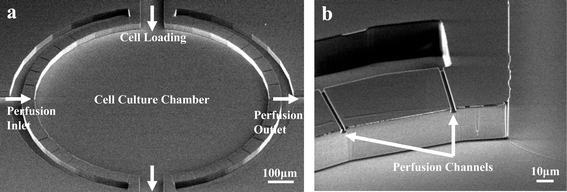 a
Cell Loading
Cell Culture Chamber
Perfusion
Inlet
Perfusion
Outlet
100μm
b
Perfusion Channels
10μm